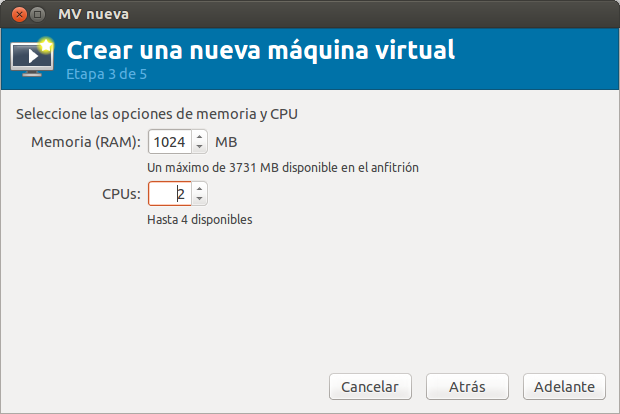 MV nueva
Crear una nueva máquina virtual
Etapa 3 de 5
Seleccione las opciones de memoria y CPU
Memoria (RAM): 1024 MB
Un máximo de 3731 MB disponible en el anfitrión
CPUs: 2
Hasta 4 disponibles
Cancelar Atrás Adelante